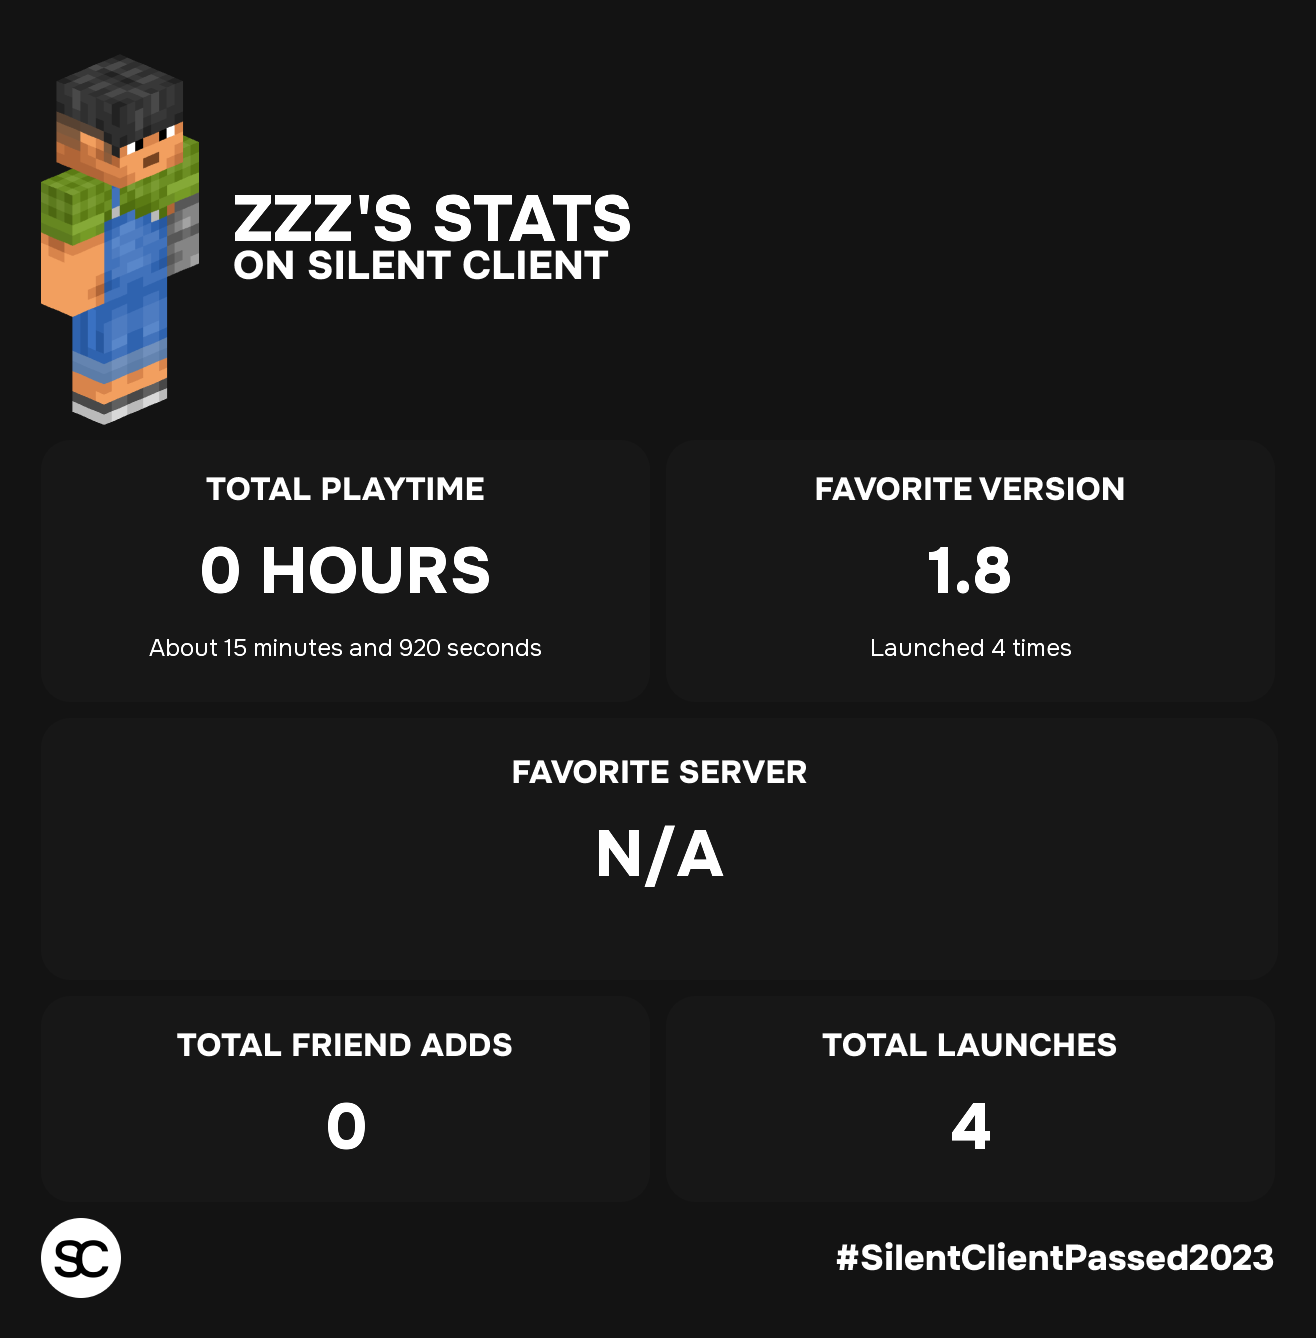 ZZZ'S STATS
ON SILENT CLIENT
TOTAL PLAYTIME
0 HOURS
About 15 minutes and 920 seconds
FAVORITE VERSION
1.8
Launched 4 times
FAVORITE SERVER
N/A
TOTAL FRIEND ADDS
0
TOTAL LAUNCHES
4
SC
#SilentClientPassed2023